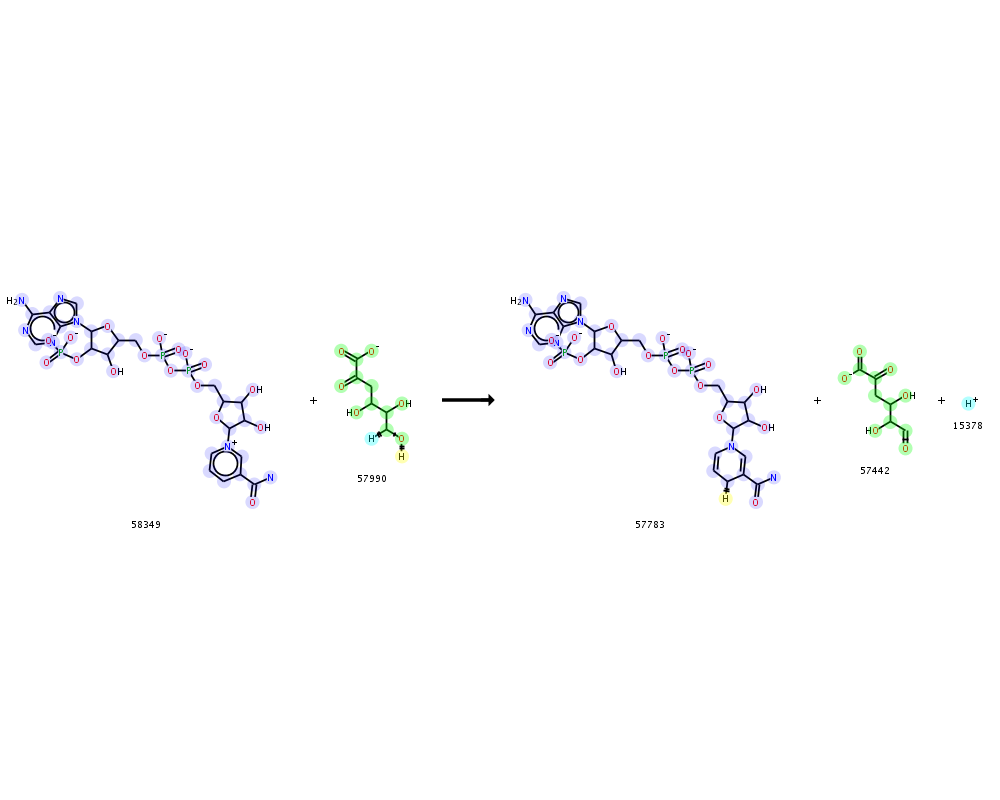 H₂N N N N N O⁻ O⁻ P O O O OH O O⁻ P O O O⁻ P O O O OH OH N⁺ N O
58349
+
O O⁻ O HO OH H O H
57990
H₂N N N N N O⁻ O⁻ P O O O OH O O⁻ P O O O⁻ P O O O OH OH N H N O
57783
+
O O⁻ O OH HO O
57442
+
H⁺
15378